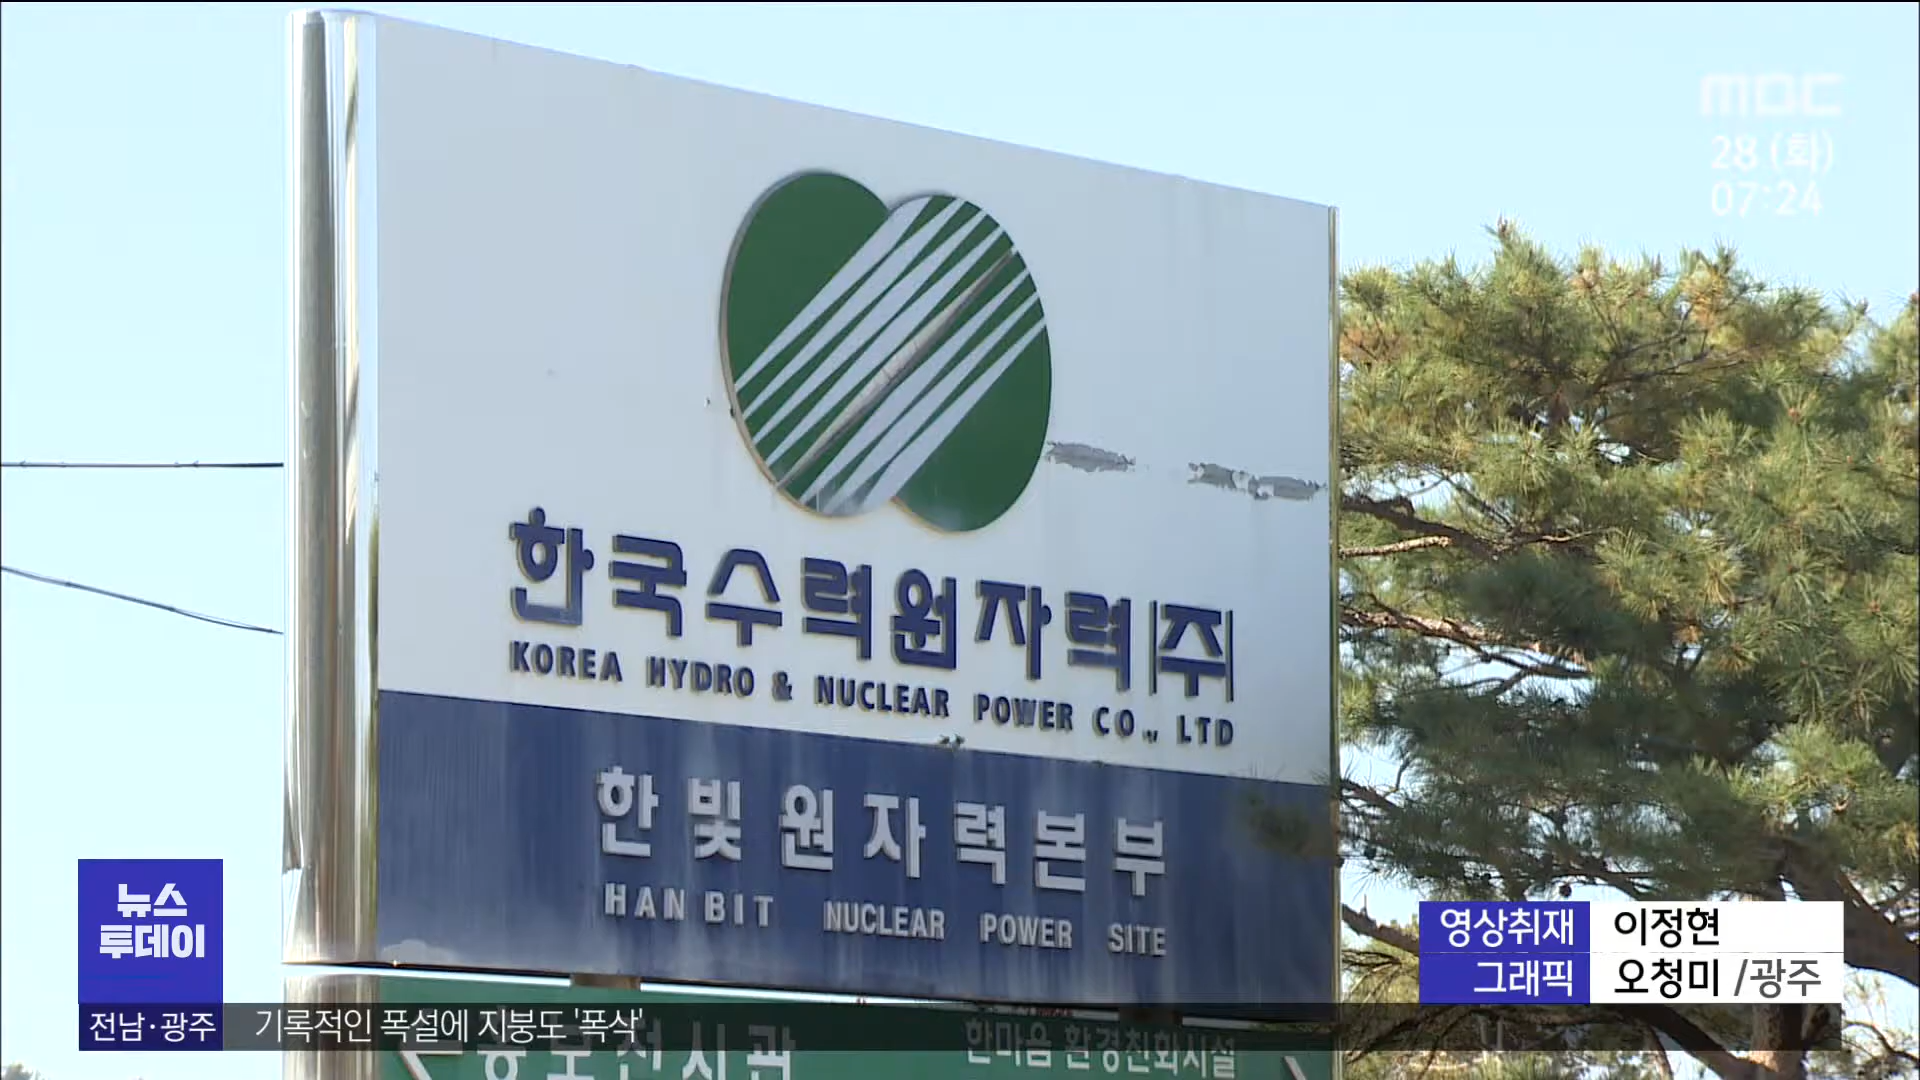 MBC
28 (화)
07:24
한국수력원자력(주)
KOREA HYDRO & NUCLEAR POWER CO., LTD
한빛원자력본부
HANBIT NUCLEAR POWER SITE
뉴스
투데이
영상취재 이정현
그래픽 오청미 /광주
전남·광주 기록적인 폭설에 지붕도 '폭삭'
한마음 환경친화시설